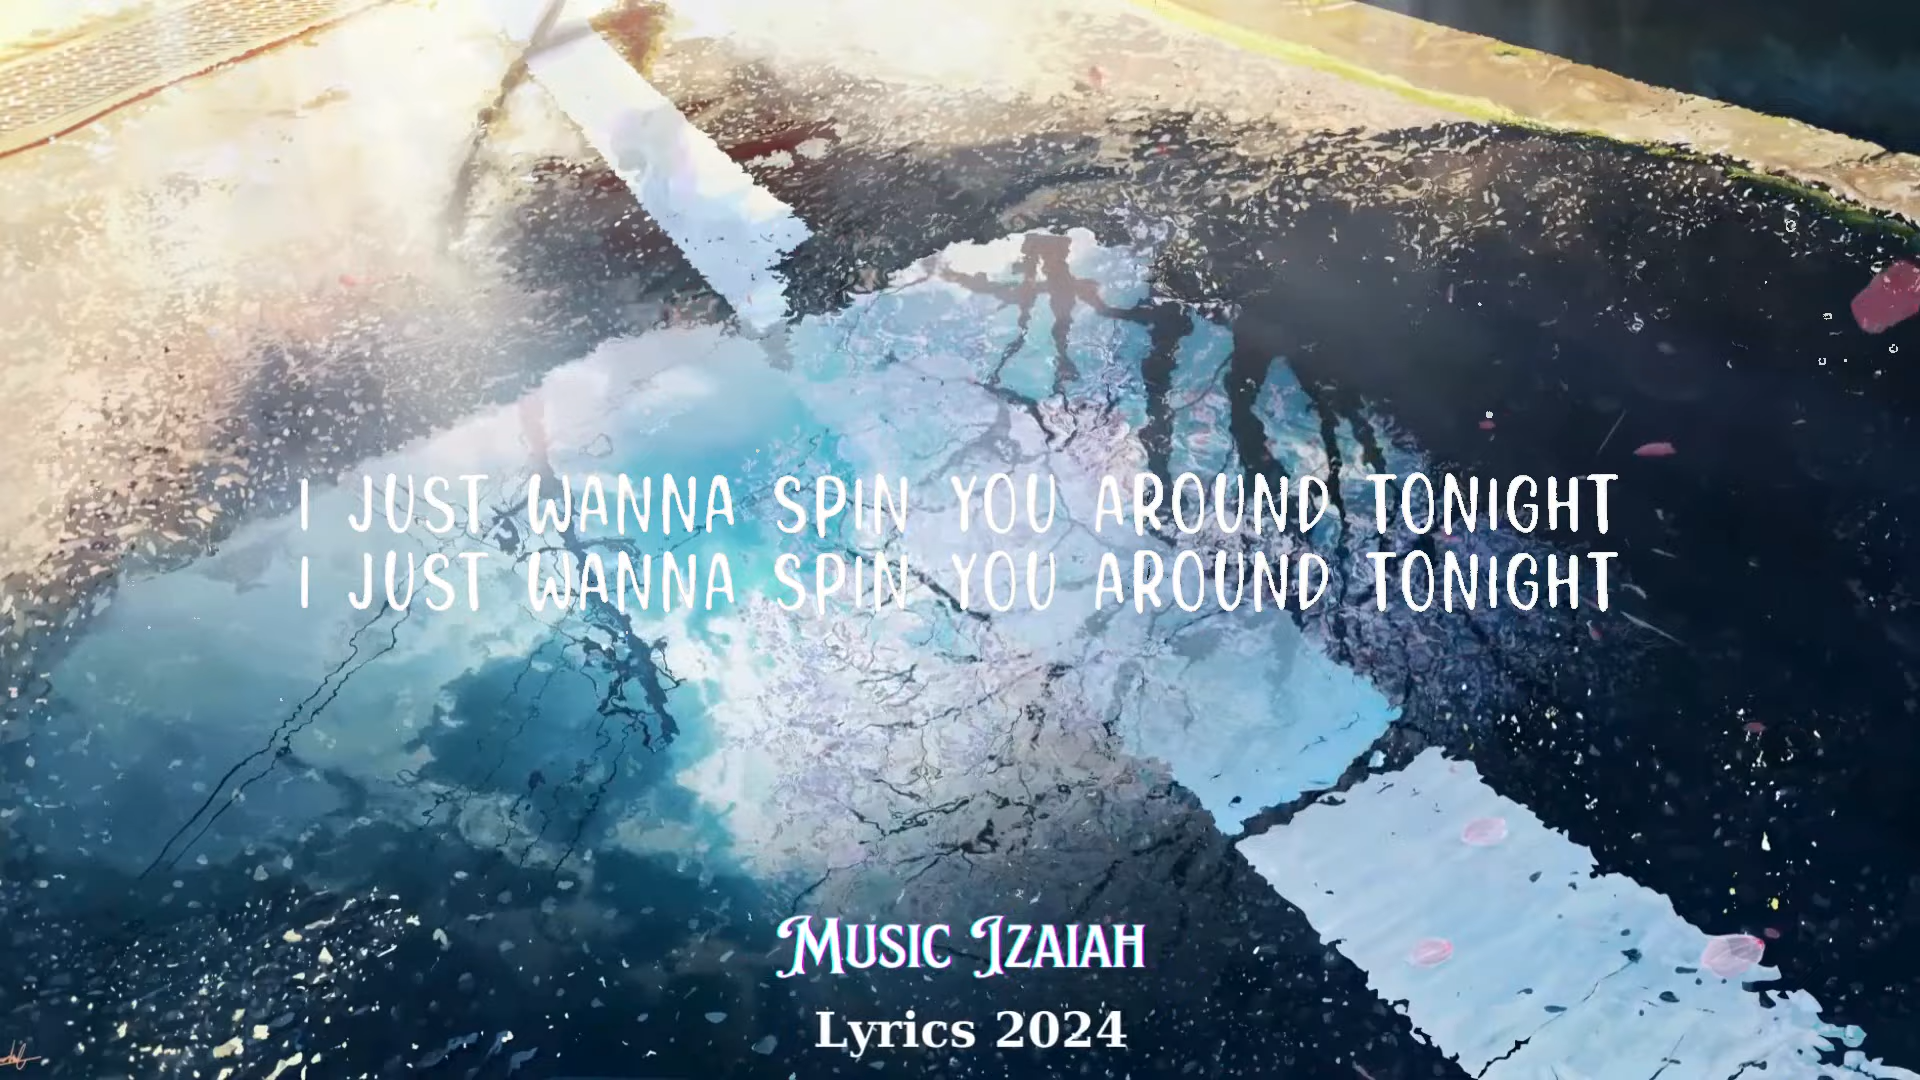 I JUST WANNA SPIN YOU AROUND TONIGHT
I JUST WANNA SPIN YOU AROUND TONIGHT
Music Izaiah
Lyrics 2024